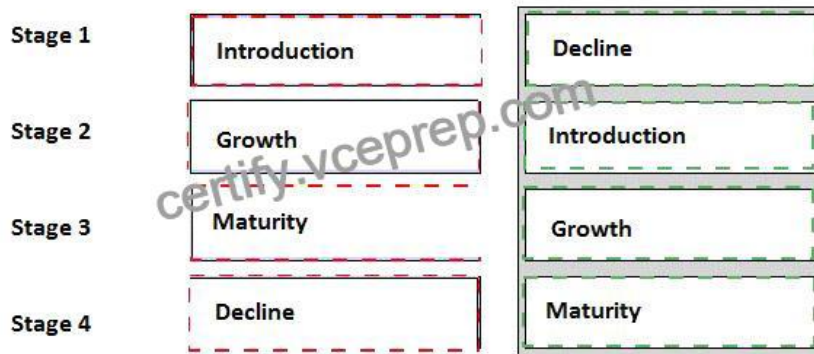 Stage 1
Introduction
Decline
Stage 2
Growth
Introduction
Stage 3
Maturity
Growth
Stage 4
Decline
Maturity
certify.vceprep.com